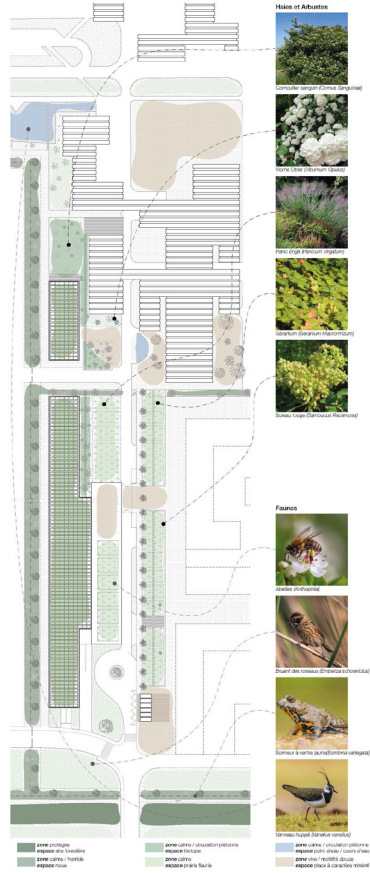 Haies et Arbustes
Cornouiller sanguin (Cornus Sanguinea)
Viorne Obier (Viburnum Opulus)
Panic Erigé (Panicum Virgatum)
Géranium (Geranium Macrorrhizum)
Sureau rouge (Sambucus Racemosa)
Faunes
Abeilles (Anthophila)
Bruant des roseaux (Emberiza schoeniclus)
Sonneur à ventre jaune (Bombina variegata)
Vanneau huppé (Vanellus vanellus)
zone protégée
espace aire forestière
zone calme / humide
espace noue
zone calme / circulation piétonne
espace biotope
zone calme
espace prairie fleurie
zone calme / circulation piétonne
espace point d'eau / cours d'eau
zone vive / mobilité douce
espace place à caractère minéral